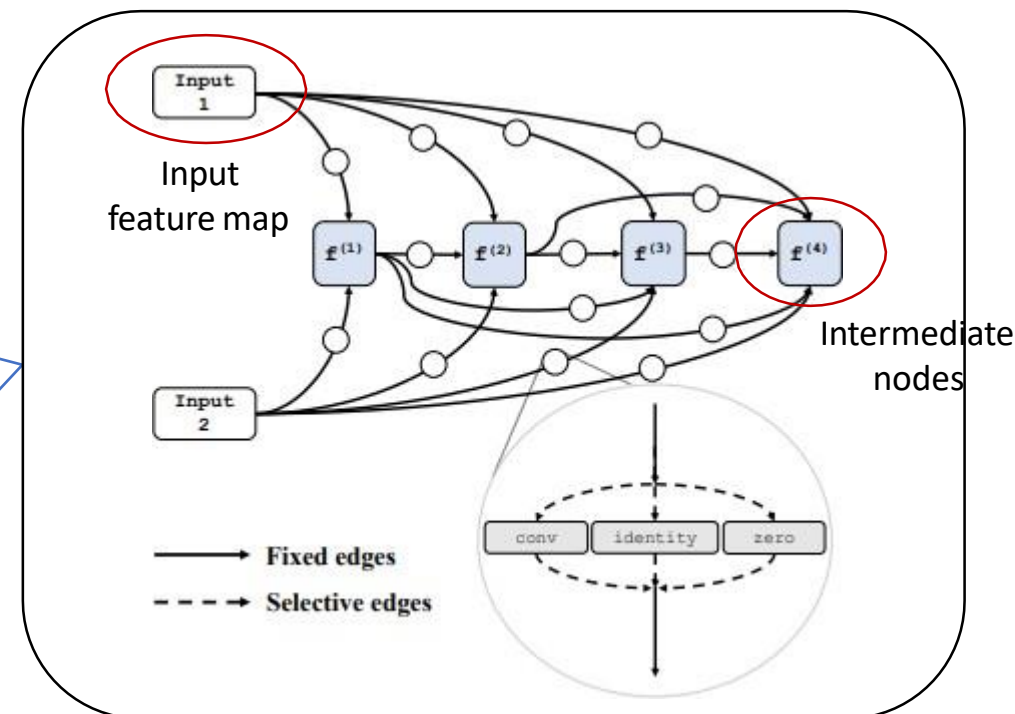 Input
1
Input
feature map
f(1)
f(2)
f(3)
f(4)
Intermediate
nodes
Input
2
conv
identity
zero
Fixed edges
Selective edges